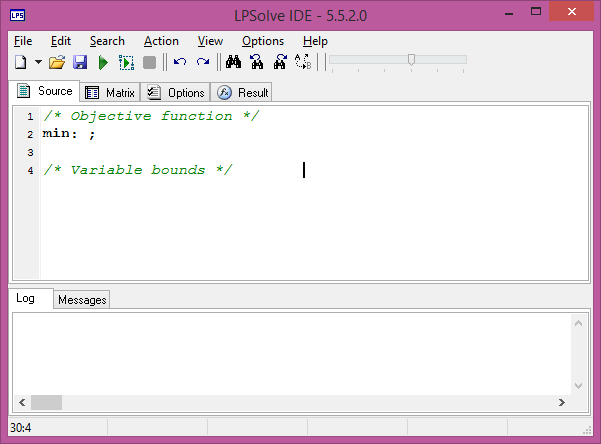 LPS
LPSolve IDE - 5.5.2.0
File Edit Search Action View Options Help
Source Matrix Options Result
1 /* Objective function */
2 min: ;
3
4 /* Variable bounds */
Log Messages
30:4